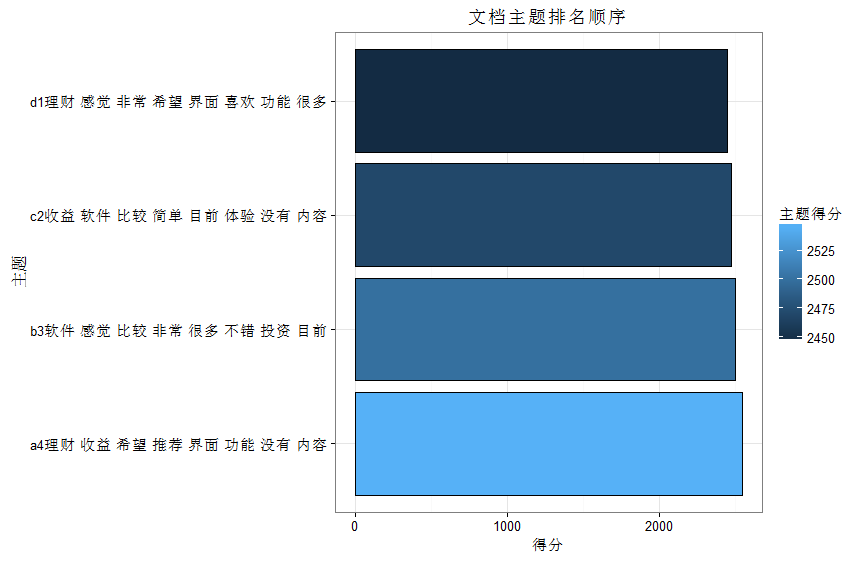 文档主题排名顺序
d1理财 感觉 非常 希望 界面 喜欢 功能 很多
c2收益 软件 比较 简单 目前 体验 没有 内容
b3软件 感觉 比较 非常 很多 不错 投资 目前
a4理财 收益 希望 推荐 界面 功能 没有 内容
主题
0 1000 2000
得分
主题得分
2525
2500
2475
2450